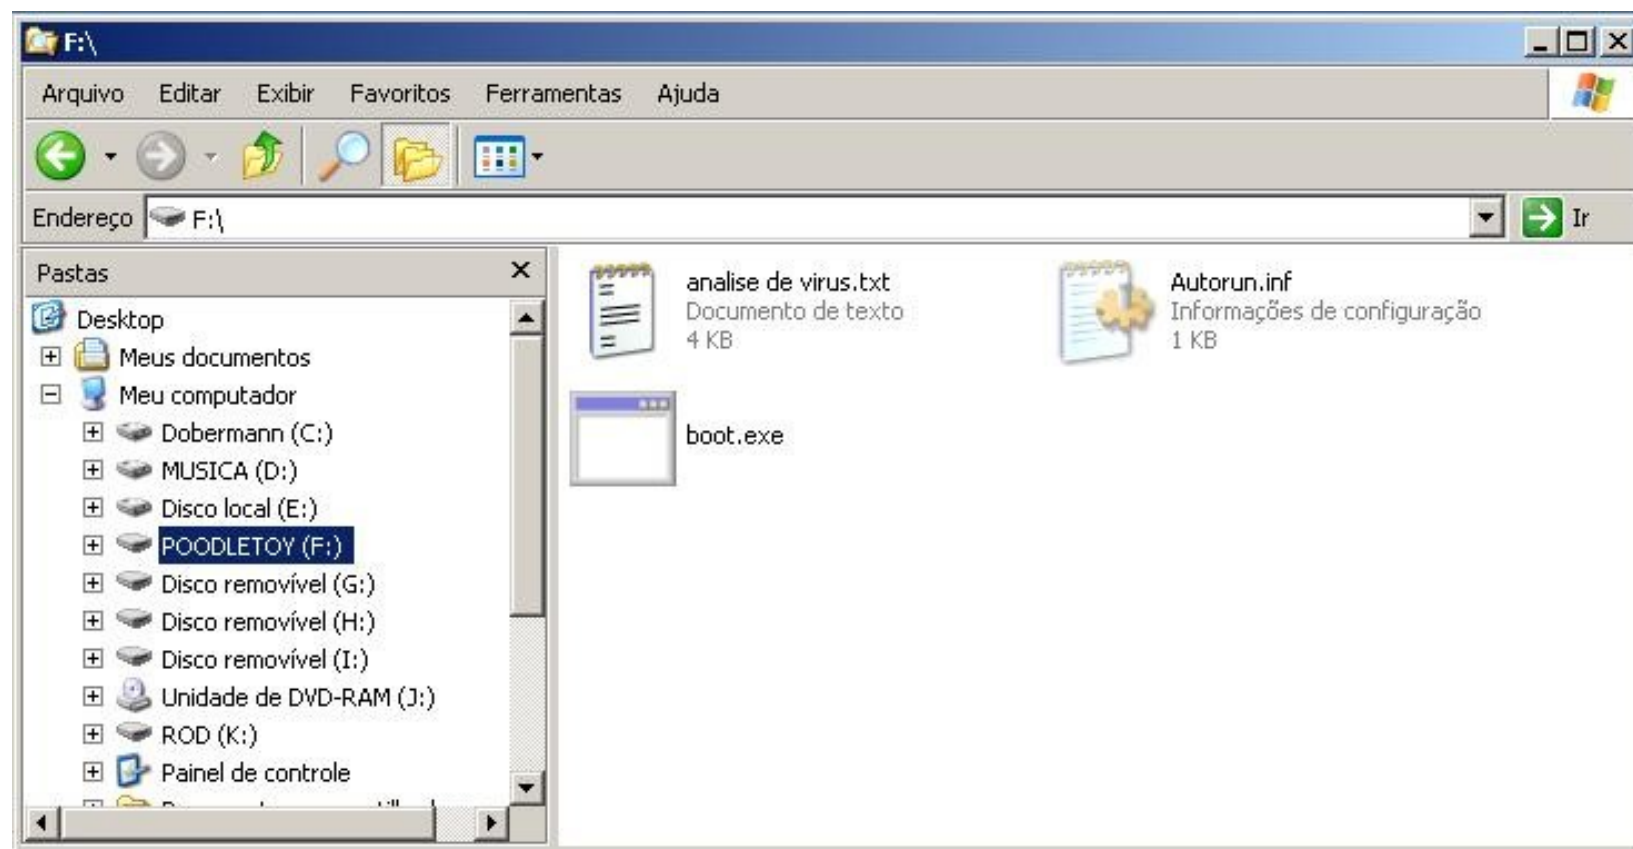 F:\
Arquivo Editar Exibir Favoritos Ferramentas Ajuda
Endereço F:\ Ir
Pastas
Desktop
Meus documentos
Meu computador
Dobermann (C:)
MUSICA (D:)
Disco local (E:)
POODLETOY (F:)
Disco removível (G:)
Disco removível (H:)
Disco removível (I:)
Unidade de DVD-RAM (J:)
ROD (K:)
Painel de controle
analise de virus.txt
Documento de texto
4 KB
Autorun.inf
Informações de configuração
1 KB
boot.exe